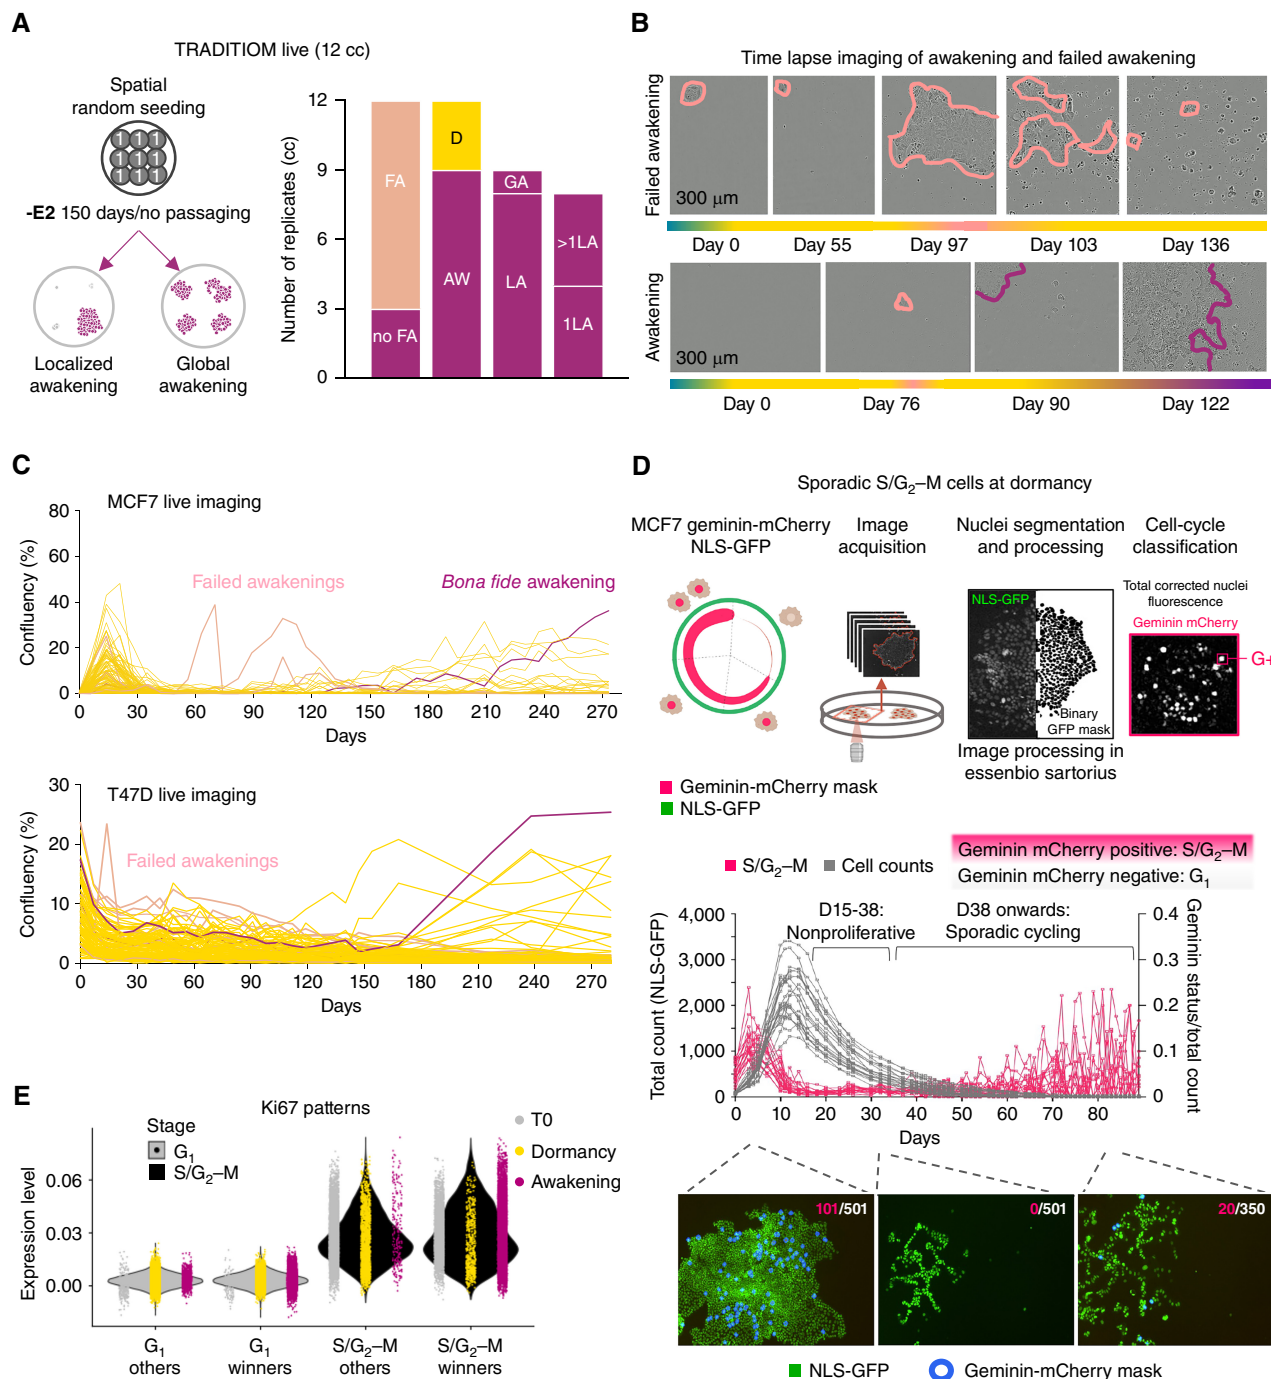 A
TRADITIOM live (12 cc)
Spatial
random seeding
1 1 1
1 1 1
1 1 1
-E2 150 days/no passaging
Localized
awakening
Global
awakening
Number of replicates (cc)
12
9
6
3
0
FA
no FA
D
AW
GA
LA
>1LA
1LA
B
Time lapse imaging of awakening and failed awakening
Failed awakening
300 μm
Day 0
Day 55
Day 97
Day 103
Day 136
Awakening
300 μm
Day 0
Day 76
Day 90
Day 122
C
MCF7 live imaging
Confluency (%)
80
60
40
20
0
Failed awakenings
Bona fide awakening
0 30 60 90 120 150 180 210 240 270
Days
T47D live imaging
Confluency (%)
30
20
10
0
Failed awakenings
0 30 60 90 120 150 180 210 240 270
Days
D
Sporadic S/G2–M cells at dormancy
MCF7 geminin-mCherry
NLS-GFP
Image
acquisition
Nuclei segmentation
and processing
Cell-cycle
classification
NLS-GFP
Binary
GFP mask
Total corrected nuclei
fluorescence
Geminin mCherry
G+
Image processing in
essenbio sartorius
Geminin-mCherry mask
NLS-GFP
S/G2–M
Cell counts
Geminin mCherry positive: S/G2–M
Geminin mCherry negative: G1
Total count (NLS-GFP)
4,000
3,000
2,000
1,000
0
D15-38:
Nonproliferative
D38 onwards:
Sporadic cycling
0.4
0.3
0.2
0.1
0
Geminin status/total count
0 10 20 30 40 50 60 70 80
Days
101/501
0/501
20/350
NLS-GFP
Geminin-mCherry mask
E
Ki67 patterns
Stage
G1
S/G2–M
T0
Dormancy
Awakening
Expression level
0.06
0.03
0.00
G1
others
G1
winners
S/G2–M
others
S/G2–M
winners